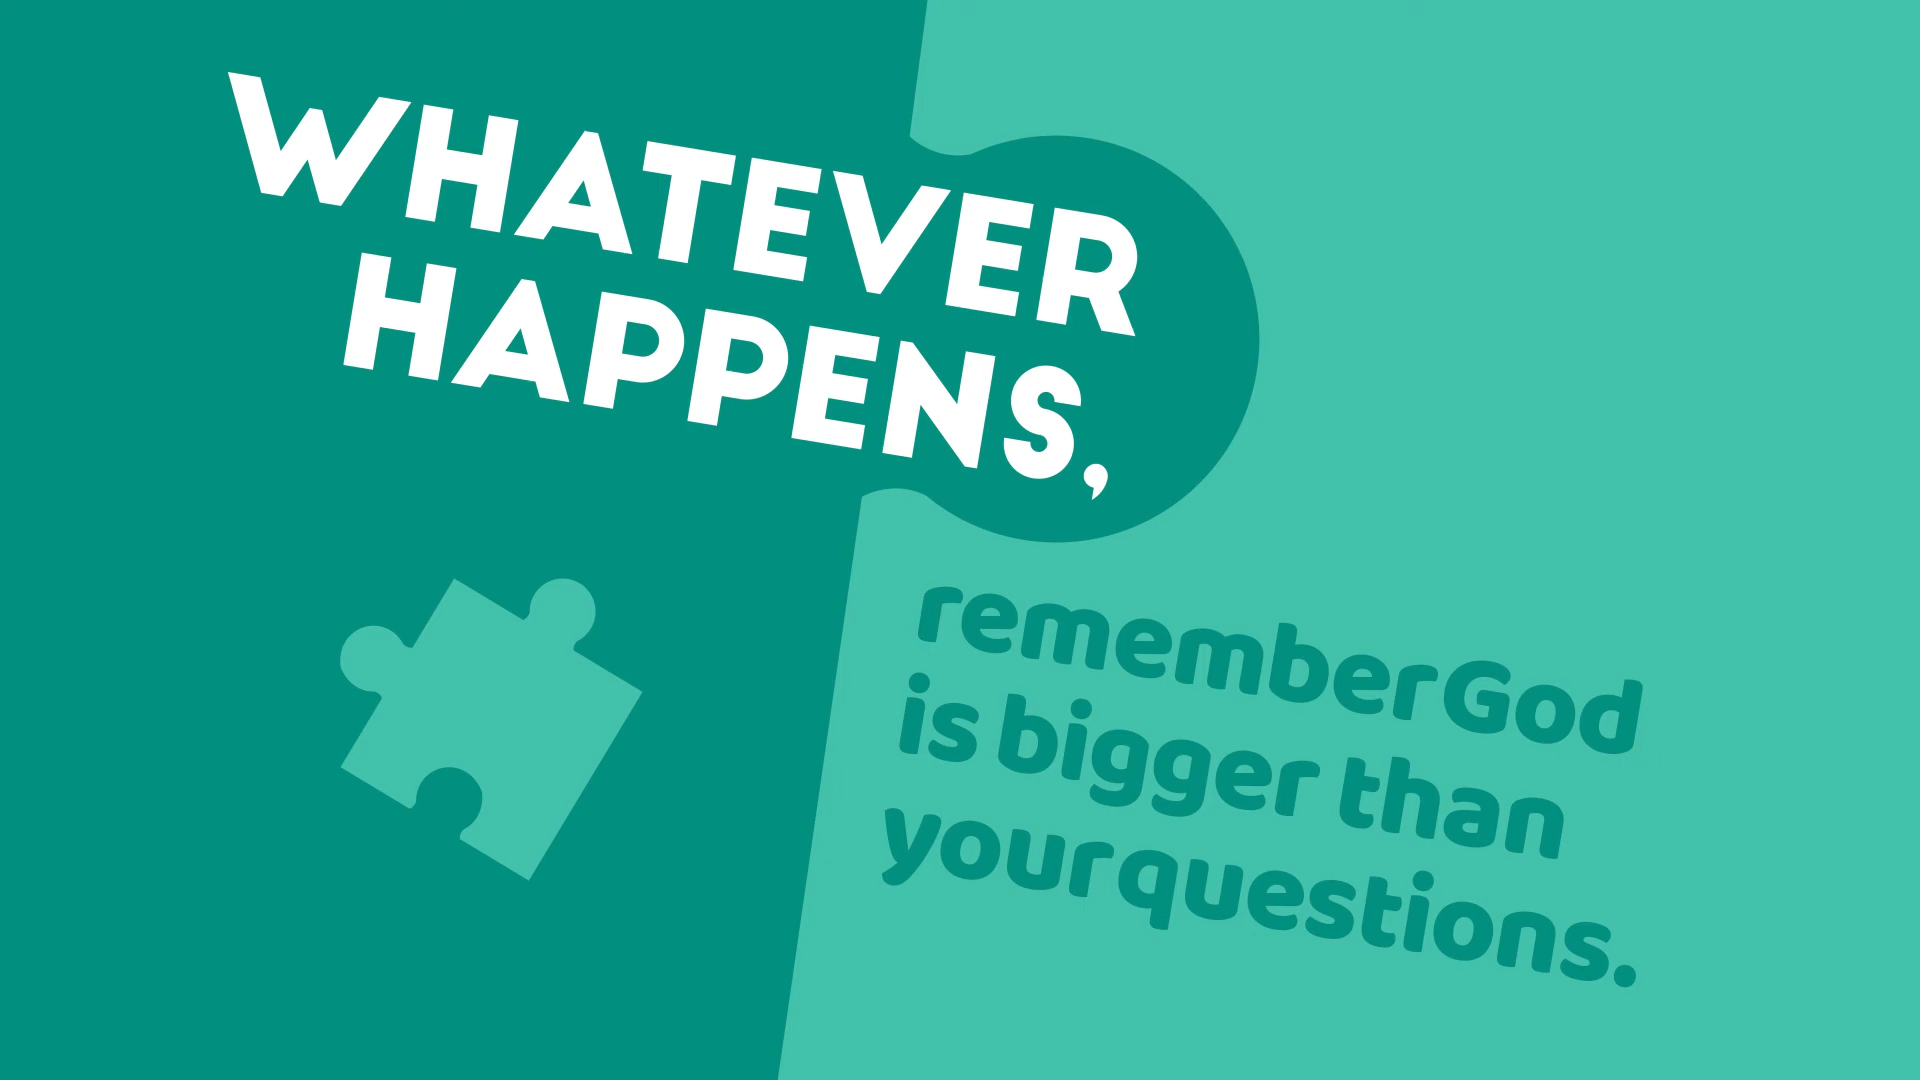 WHATEVER
HAPPENS,
remember God
is bigger than
your questions.